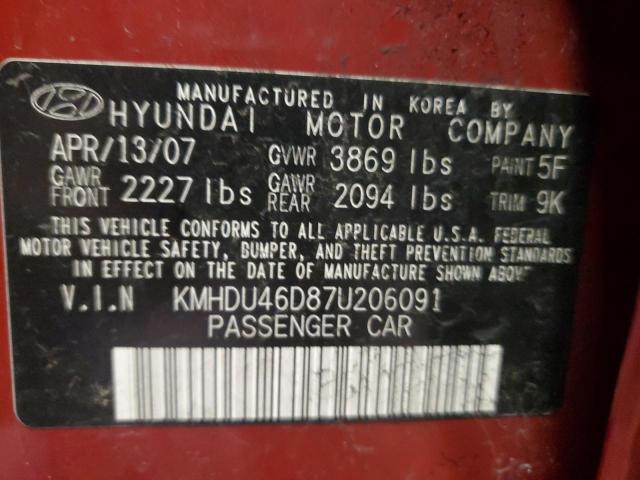 MANUFACTURED IN KOREA BY
HYUNDAI MOTOR COMPANY
APR/13/07 GVWR 3869 lbs PAINT 5F
GAWR FRONT 2227 lbs GAWR REAR 2094 lbs TRIM 9K
THIS VEHICLE CONFORMS TO ALL APPLICABLE U.S.A. FEDERAL
MOTOR VEHICLE SAFETY, BUMPER, AND THEFT PREVENTION STANDARDS
IN EFFECT ON THE DATE OF MANUFACTURE SHOWN ABOVE
V.I.N KMHDU46D87U206091
PASSENGER CAR